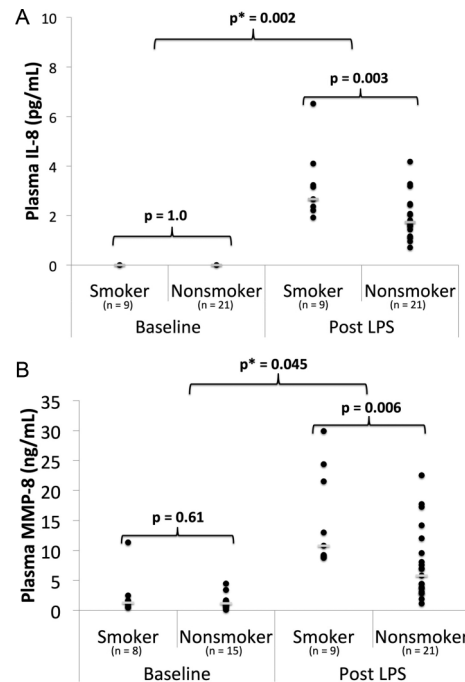 A
p* = 0.002
p = 0.003
p = 1.0
Plasma IL-8 (pg/mL)
10
8
6
4
2
0
Smoker Nonsmoker Smoker Nonsmoker
(n = 9) (n = 21) (n = 9) (n = 21)
Baseline Post LPS
B
p* = 0.045
p = 0.006
p = 0.61
Plasma MMP-8 (ng/mL)
35
30
25
20
15
10
5
0
Smoker Nonsmoker Smoker Nonsmoker
(n = 8) (n = 15) (n = 9) (n = 21)
Baseline Post LPS